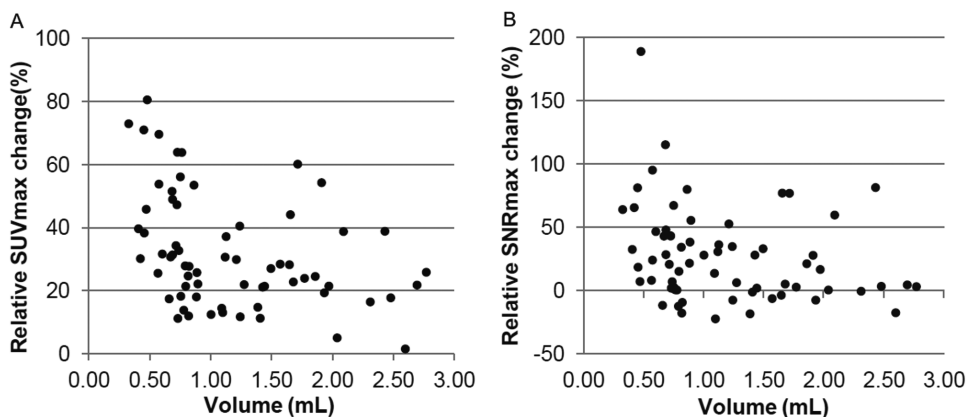 A
Relative SUVmax change(%)
100
80
60
40
20
0
0.00 0.50 1.00 1.50 2.00 2.50 3.00
Volume (mL)
B
Relative SNRmax change (%)
200
150
100
50
0
-50
0.00 0.50 1.00 1.50 2.00 2.50 3.00
Volume (mL)